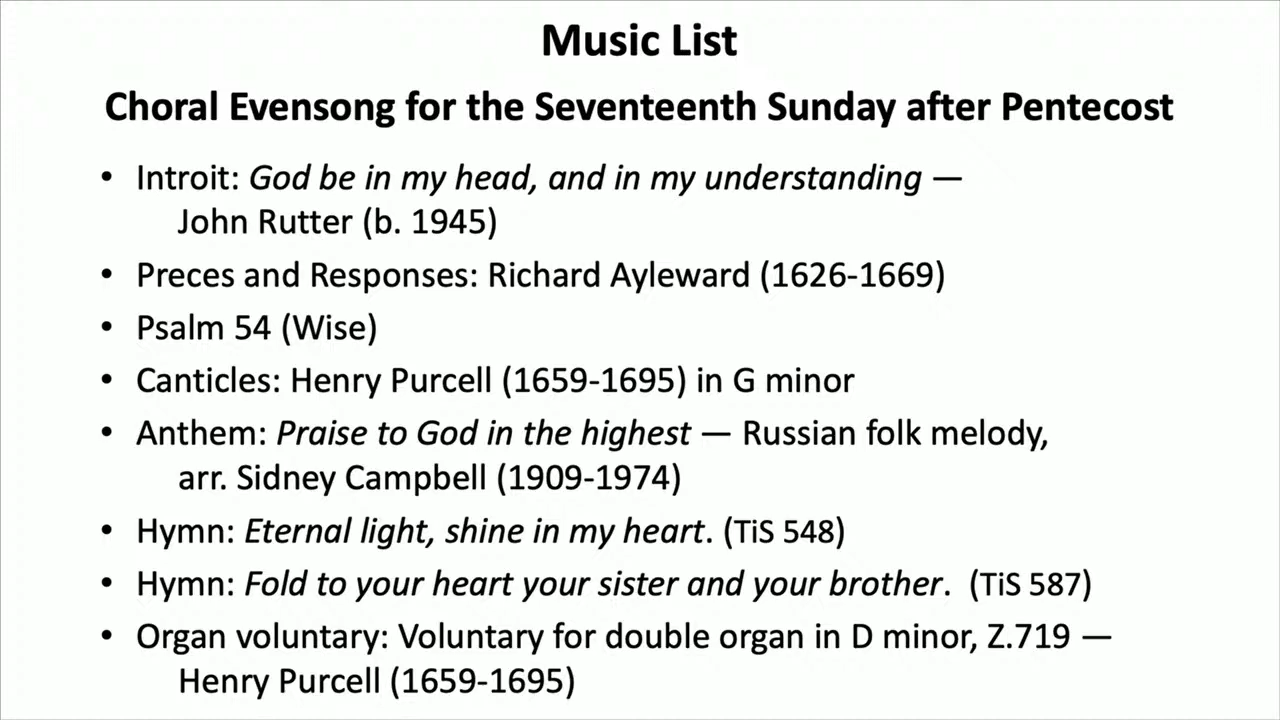 Music List
Choral Evensong for the Seventeenth Sunday after Pentecost
• Introit: God be in my head, and in my understanding —
John Rutter (b. 1945)
• Preces and Responses: Richard Ayleward (1626-1669)
• Psalm 54 (Wise)
• Canticles: Henry Purcell (1659-1695) in G minor
• Anthem: Praise to God in the highest — Russian folk melody,
arr. Sidney Campbell (1909-1974)
• Hymn: Eternal light, shine in my heart. (TiS 548)
• Hymn: Fold to your heart your sister and your brother.  (TiS 587)
• Organ voluntary: Voluntary for double organ in D minor, Z.719 —
Henry Purcell (1659-1695)